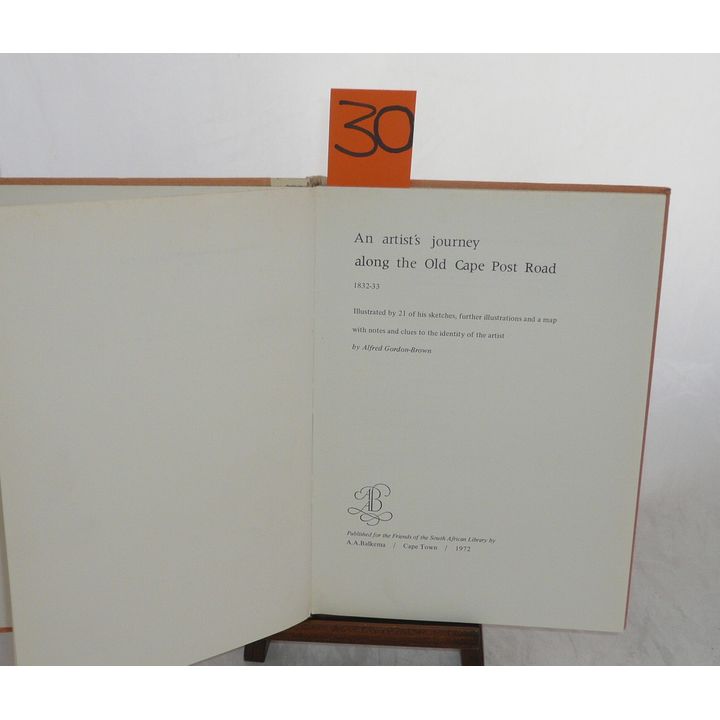 30
An artist's journey
along the Old Cape Post Road
1832-33
Illustrated by 21 of his sketches, further illustrations and a map
with notes and clues to the identity of the artist
by Alfred Gordon-Brown
AAB
Published for the Friends of the South African Library by
A.A.Balkema / Cape Town / 1972